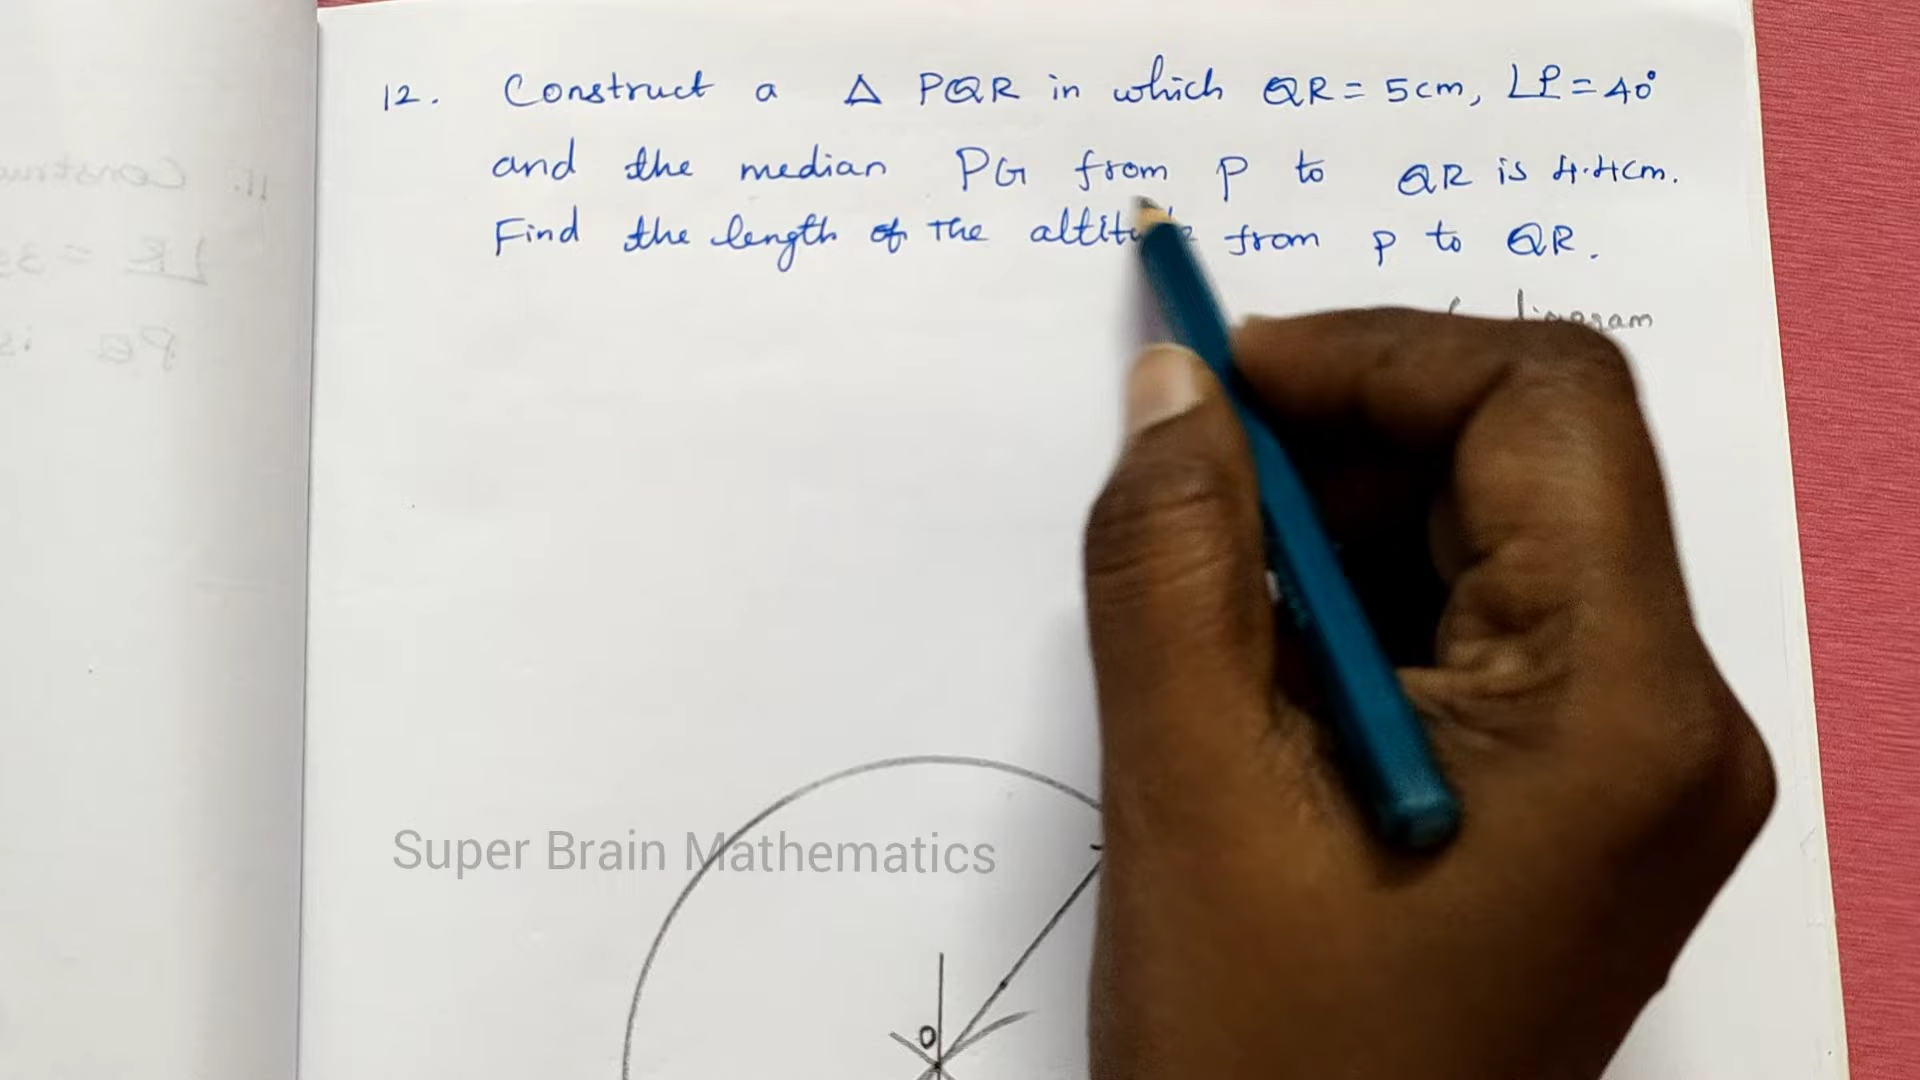 12. Construct a △ PQR in which QR = 5cm, ∠P = 40°
and the median PG from P to QR is 4.4cm.
Find the length of the from P to QR.
Super Brain Mathematics
O